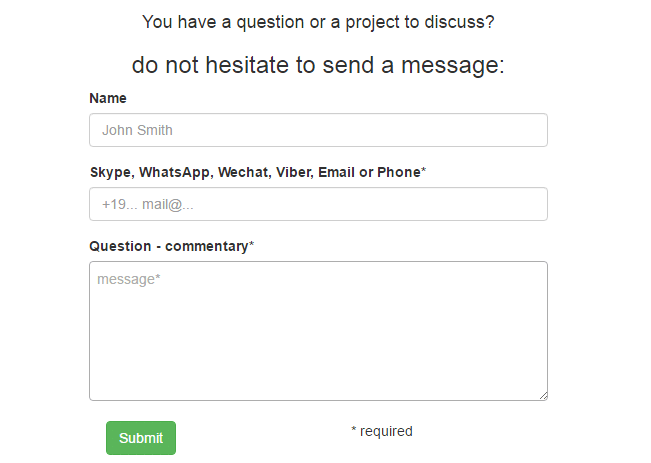 You have a question or a project to discuss?
do not hesitate to send a message:
Name
John Smith
Skype, WhatsApp, Wechat, Viber, Email or Phone*
+19... mail@...
Question - commentary*
message*
Submit
* required